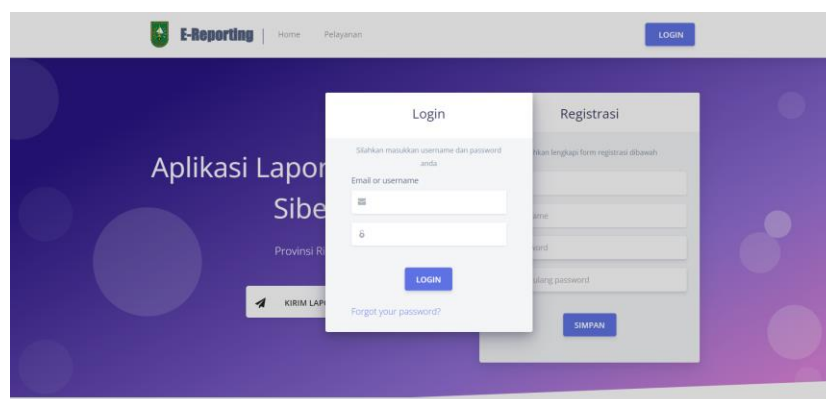 E-Reporting
Home
Pelayanan
LOGIN
Aplikasi Lapor
Sibe
Provinsi Ri
KIRIM LAP
Login
Silahkan masukkan username dan password
anda
Email or username
LOGIN
Forgot your password?
Registrasi
hkan lengkapi form registrasi dibawah
ame
word
ulang password
SIMPAN